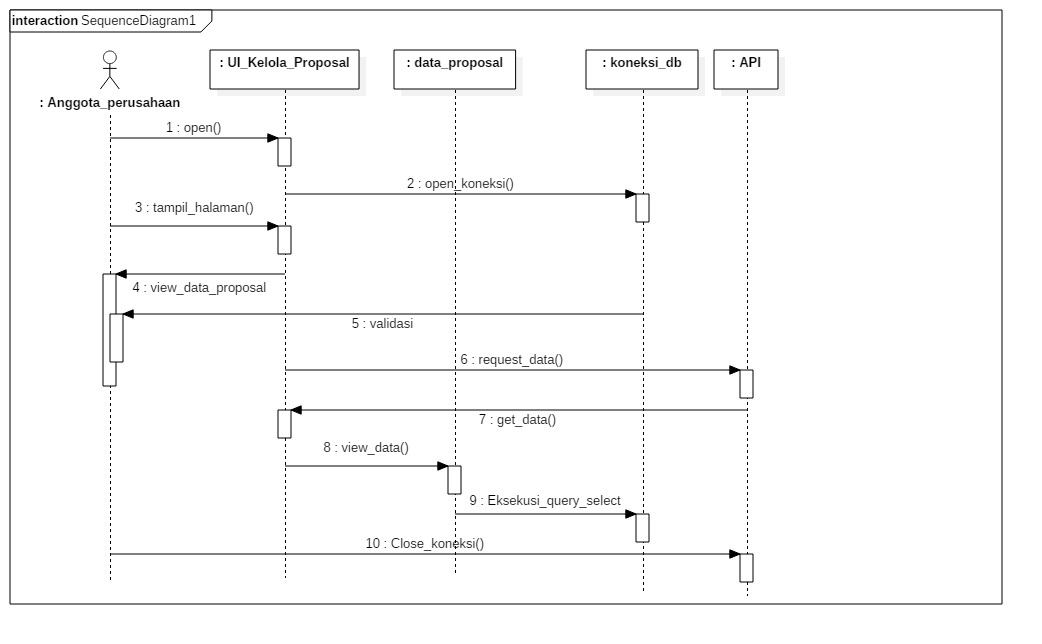 interaction SequenceDiagram1
: UI_Kelola_Proposal
: data_proposal
: koneksi_db
: API
: Anggota_perusahaan
1 : open()
2 : open_koneksi()
3 : tampil_halaman()
4 : view_data_proposal
5 : validasi
6 : request_data()
7 : get_data()
8 : view_data()
9 : Eksekusi_query_select
10 : Close_koneksi()